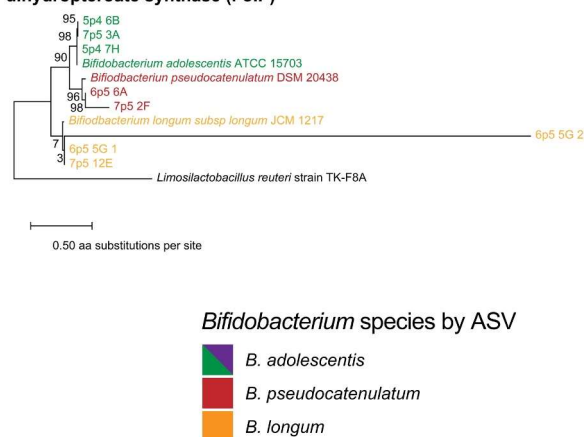 dihydropteroate synthase (FolP)
95 5p4 6B
98 7p5 3A
5p4 7H
90 Bifidobacterium adolescentis ATCC 15703
Bifiodbacteriun pseudocatenulatum DSM 20438
96 6p5 6A
98 7p5 2F
Bifiodbacterium longum subsp longum JCM 1217
6p5 5G 2
7 6p5 5G 1
3 7p5 12E
Limosilactobacillus reuteri strain TK-F8A
0.50 aa substitutions per site
Bifidobacterium species by ASV
B. adolescentis
B. pseudocatenulatum
B. longum